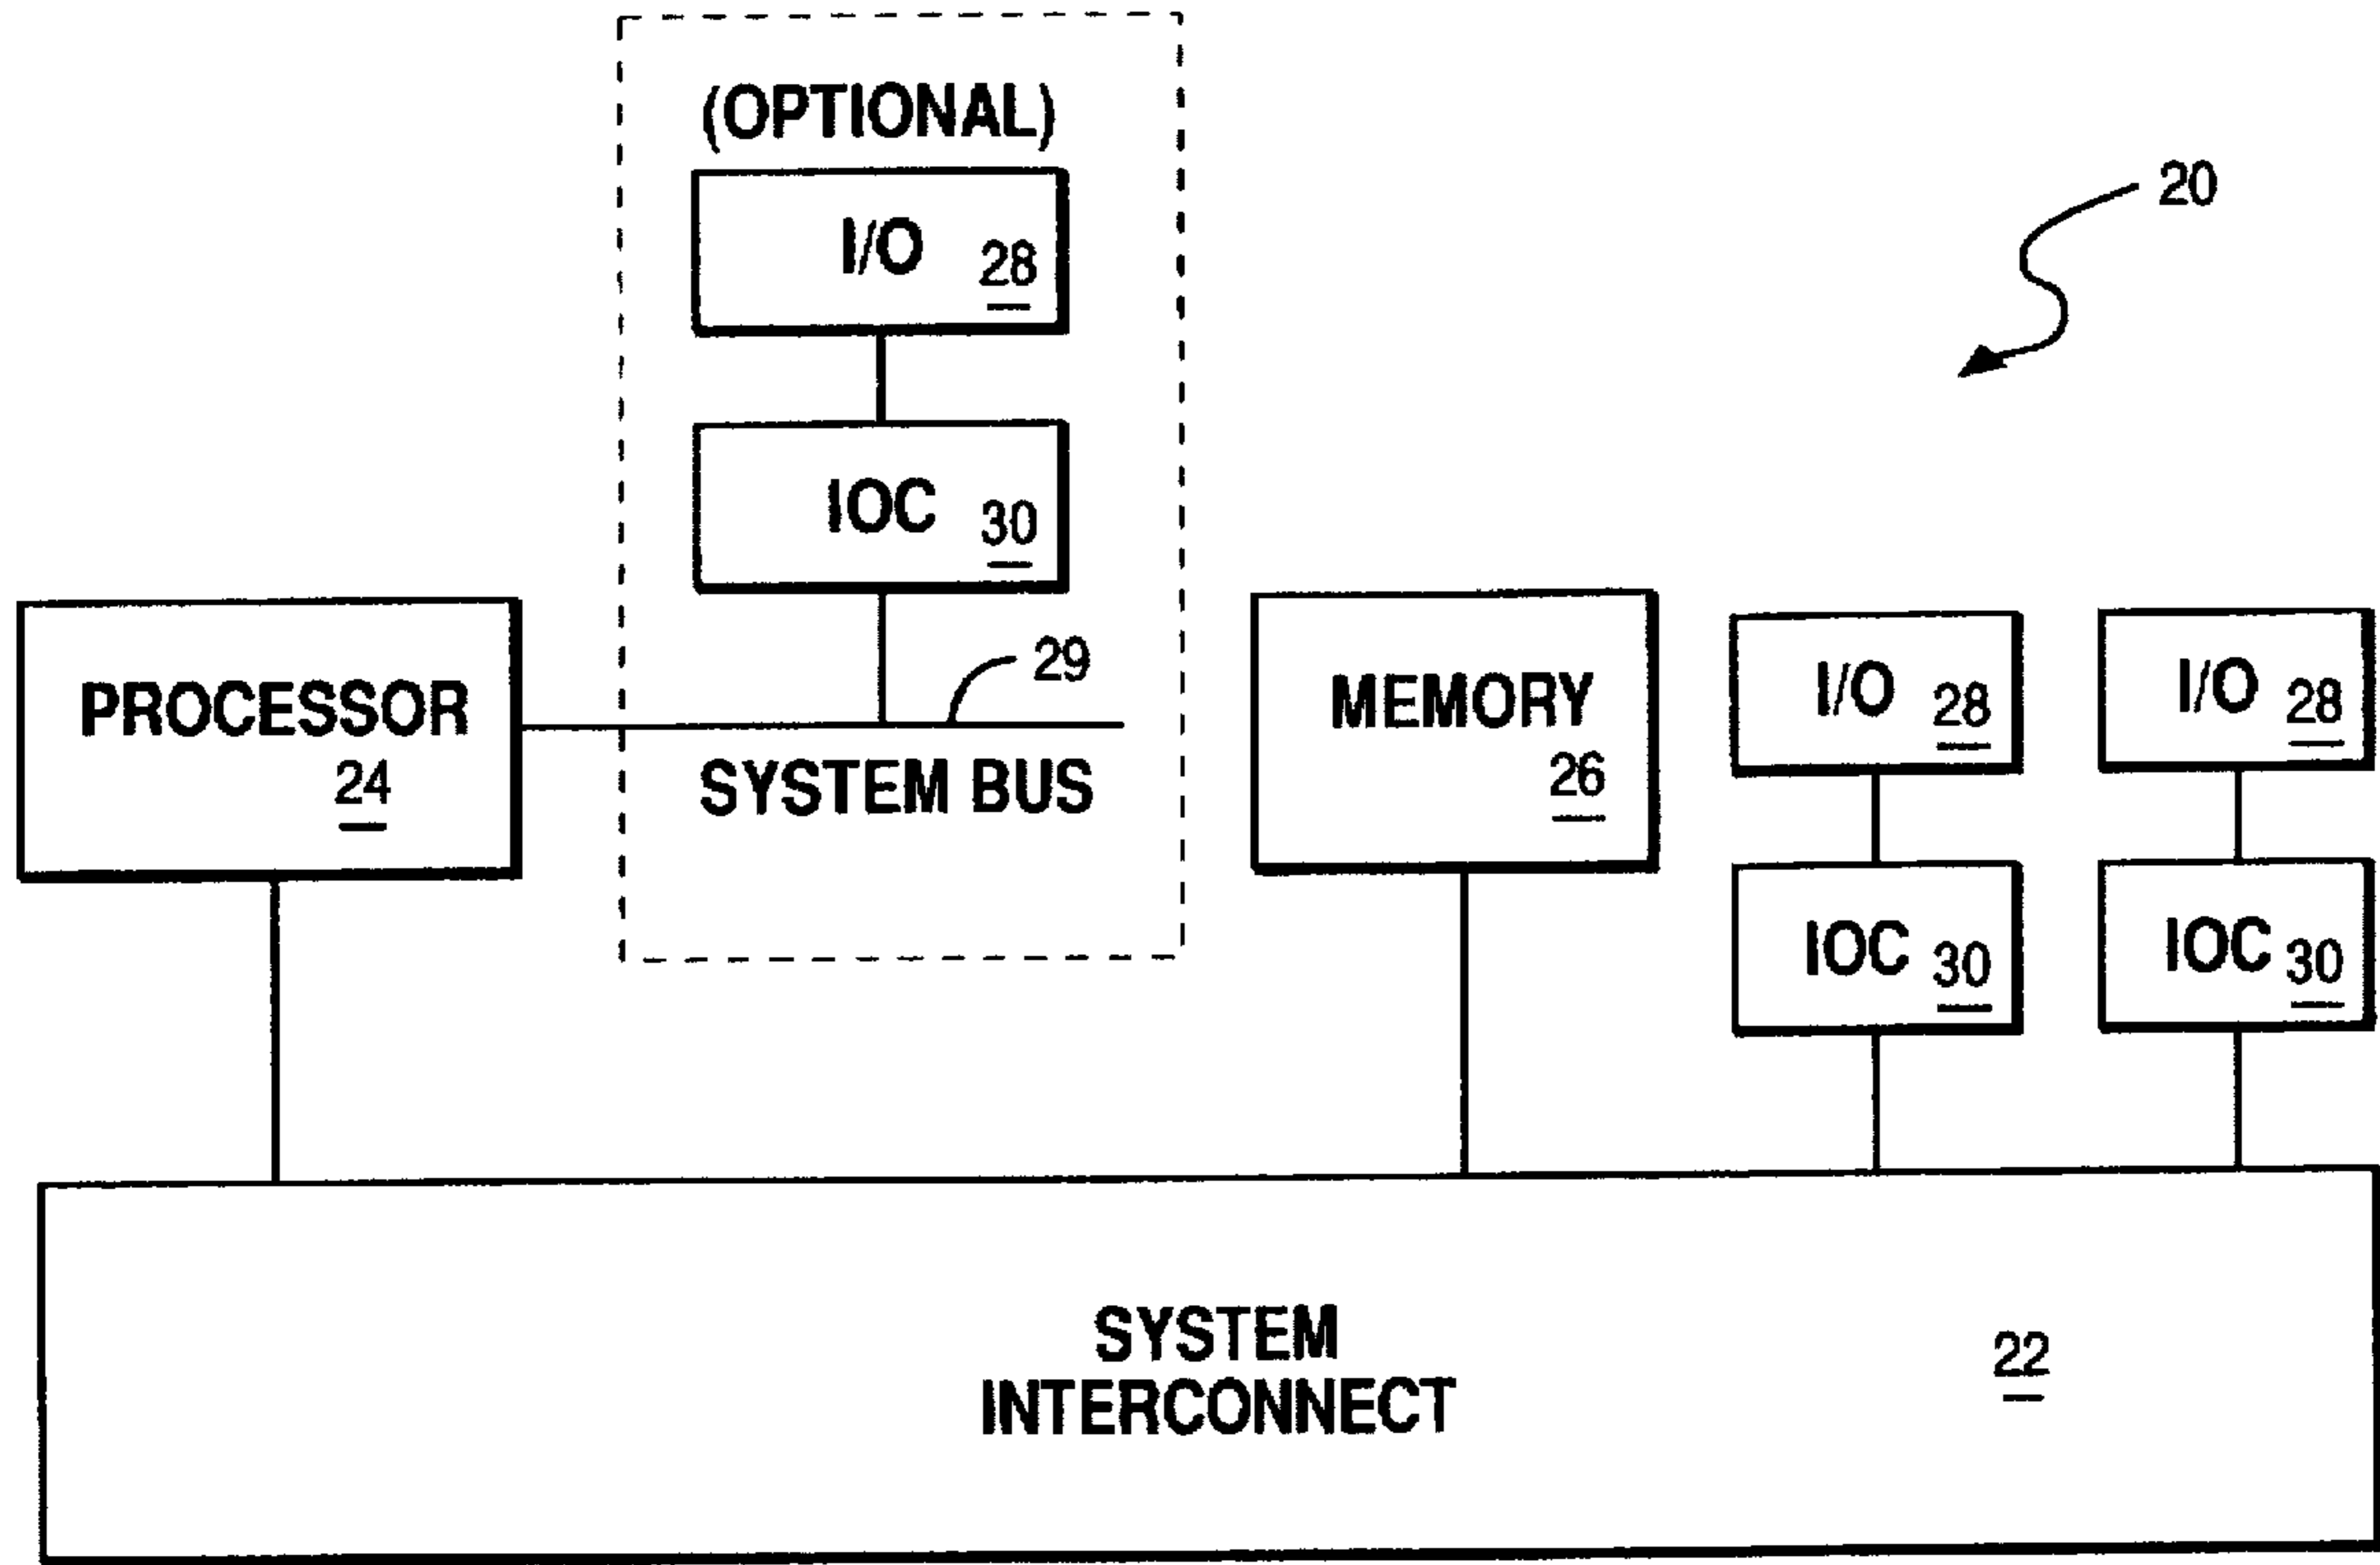 (OPTIONAL)
I/O 28
20
IOC 30
PROCESSOR
24
29
SYSTEM BUS
MEMORY
26
I/O 28
I/O 28
IOC 30
IOC 30
SYSTEM
INTERCONNECT
22